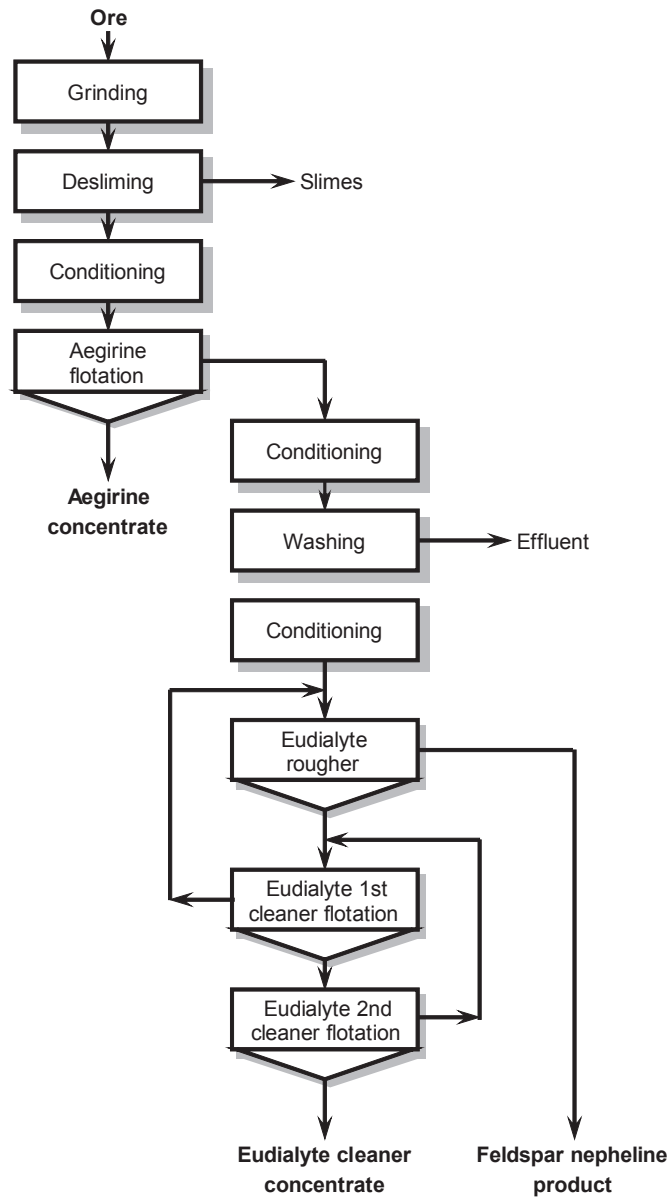 Ore
Grinding
Desliming
Slimes
Conditioning
Aegirine
flotation
Conditioning
Aegirine
concentrate
Washing
Effluent
Conditioning
Eudialyte
rougher
Eudialyte 1st
cleaner flotation
Eudialyte 2nd
cleaner flotation
Eudialyte cleaner
concentrate
Feldspar nepheline
product